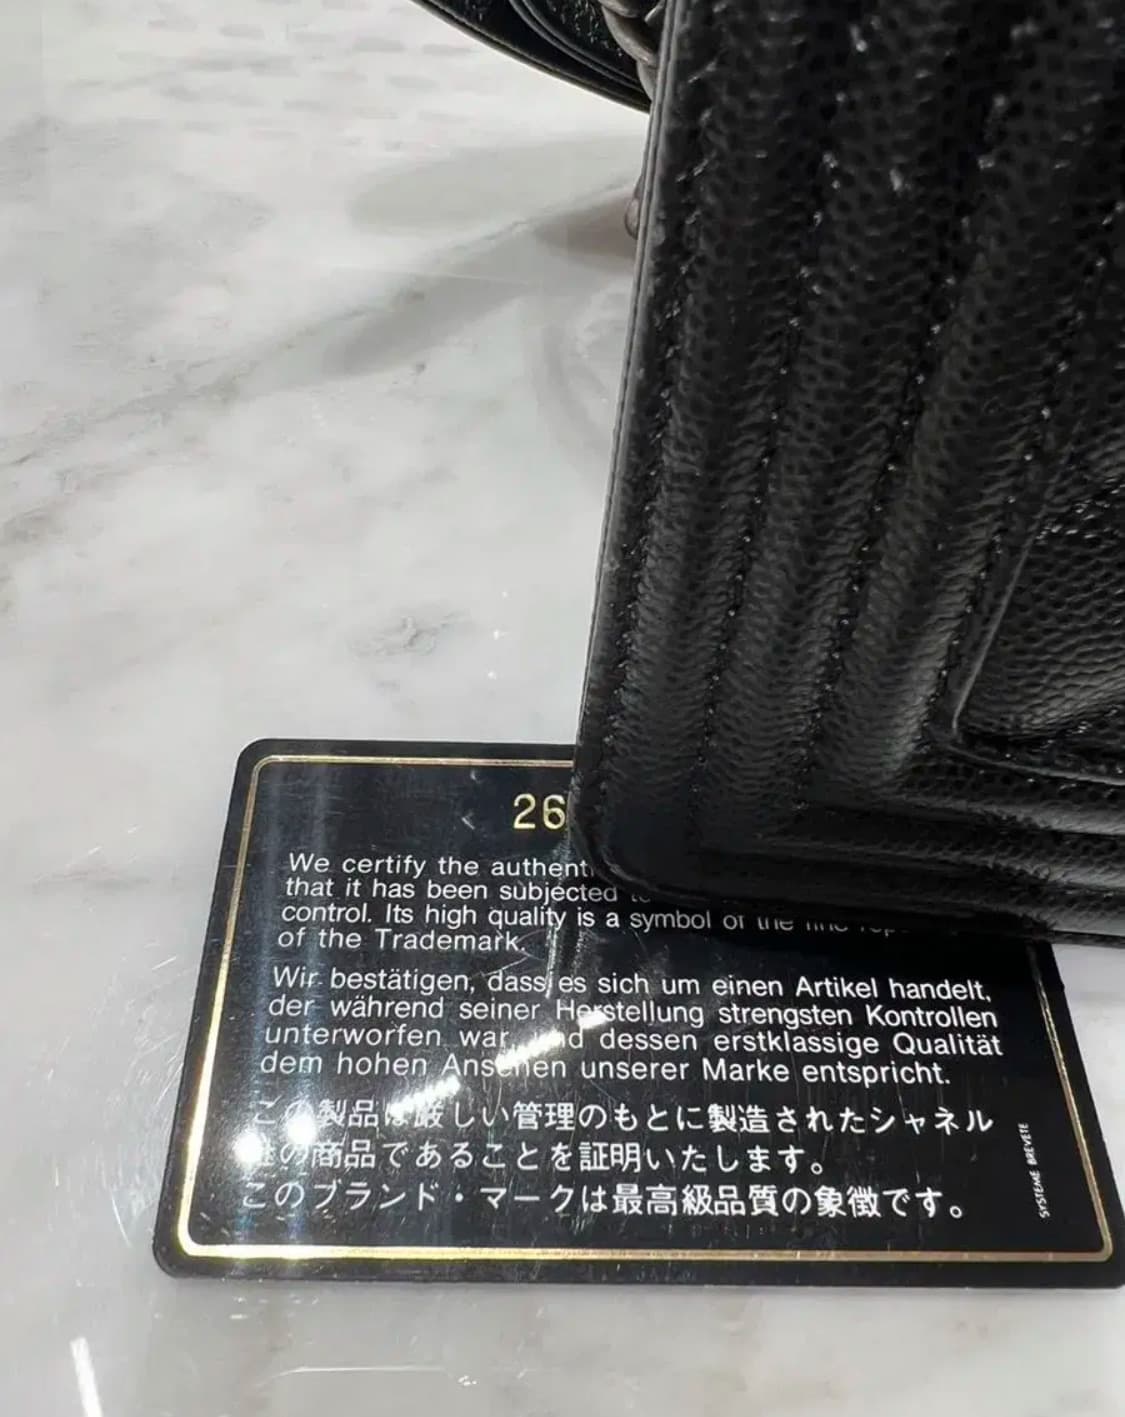 26
We certify the authenti
that it has been subjected
control. Its high quality is a symbol of the
of the Trademark.
Wir bestätigen, dass es sich um einen Artikel handelt,
der während seiner Herstellung strengsten Kontrollen
unterworfen war, und dessen erstklassige Qualität
dem hohen Ansehen unserer Marke entspricht.
この製品は厳しい管理のもとに製造されたシャネル
の商品であることを証明いたします。
このブランド・マークは最高級品質の象徴です。
SYSTEME BREVETE